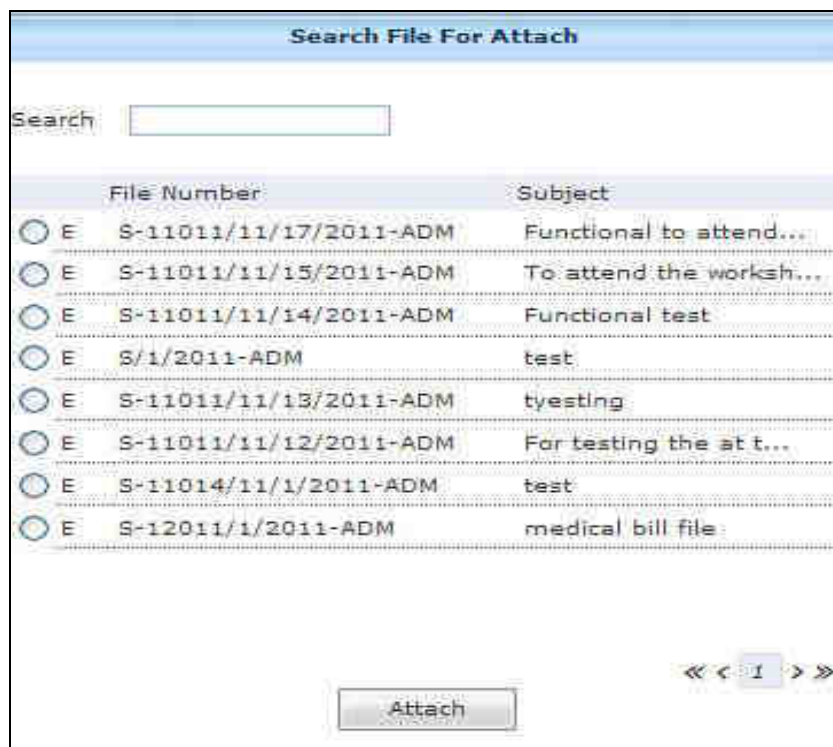 Search File For Attach
Search
File Number Subject
E S-11011/11/17/2011-ADM Functional to attend...
E S-11011/11/15/2011-ADM To attend the worksh...
E S-11011/11/14/2011-ADM Functional test
E S/1/2011-ADM test
E S-11011/11/13/2011-ADM tyesting
E S-11011/11/12/2011-ADM For testing the at t...
E S-11014/11/1/2011-ADM test
E S-12011/1/2011-ADM medical bill file
« < 1 > »
Attach